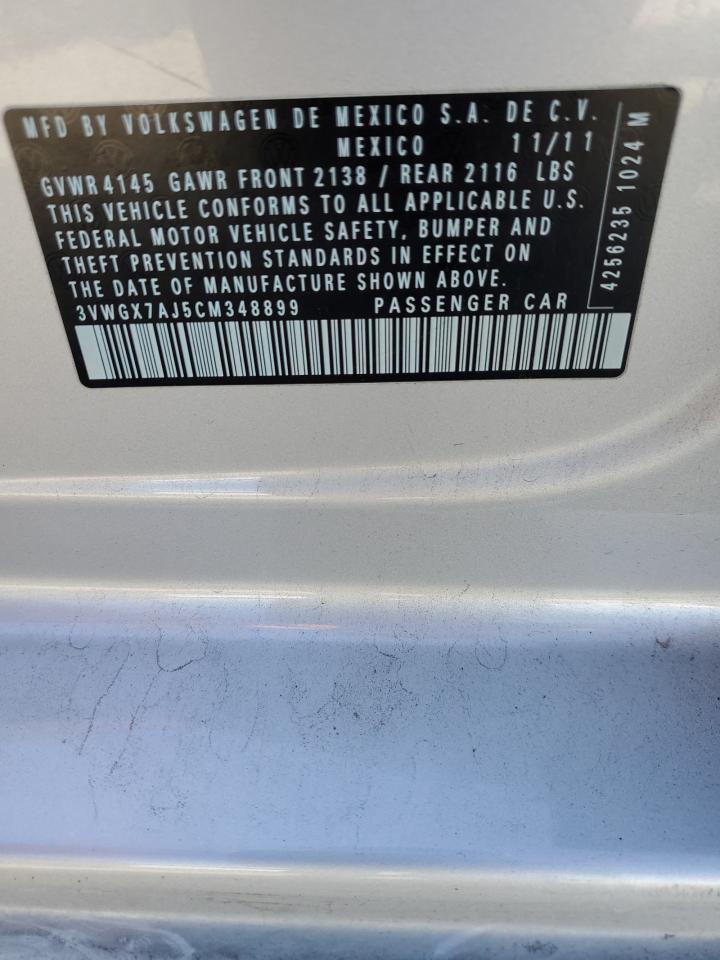 MFD BY VOLKSWAGEN DE MEXICO S.A. DE C.V.
MEXICO 11/11
GVWR 4145 GAWR FRONT 2138 / REAR 2116 LBS
THIS VEHICLE CONFORMS TO ALL APPLICABLE U.S.
FEDERAL MOTOR VEHICLE SAFETY, BUMPER AND
THEFT PREVENTION STANDARDS IN EFFECT ON
THE DATE OF MANUFACTURE SHOWN ABOVE.
3VWGX7AJ5CM348899 PASSENGER CAR
4256235 1024 M